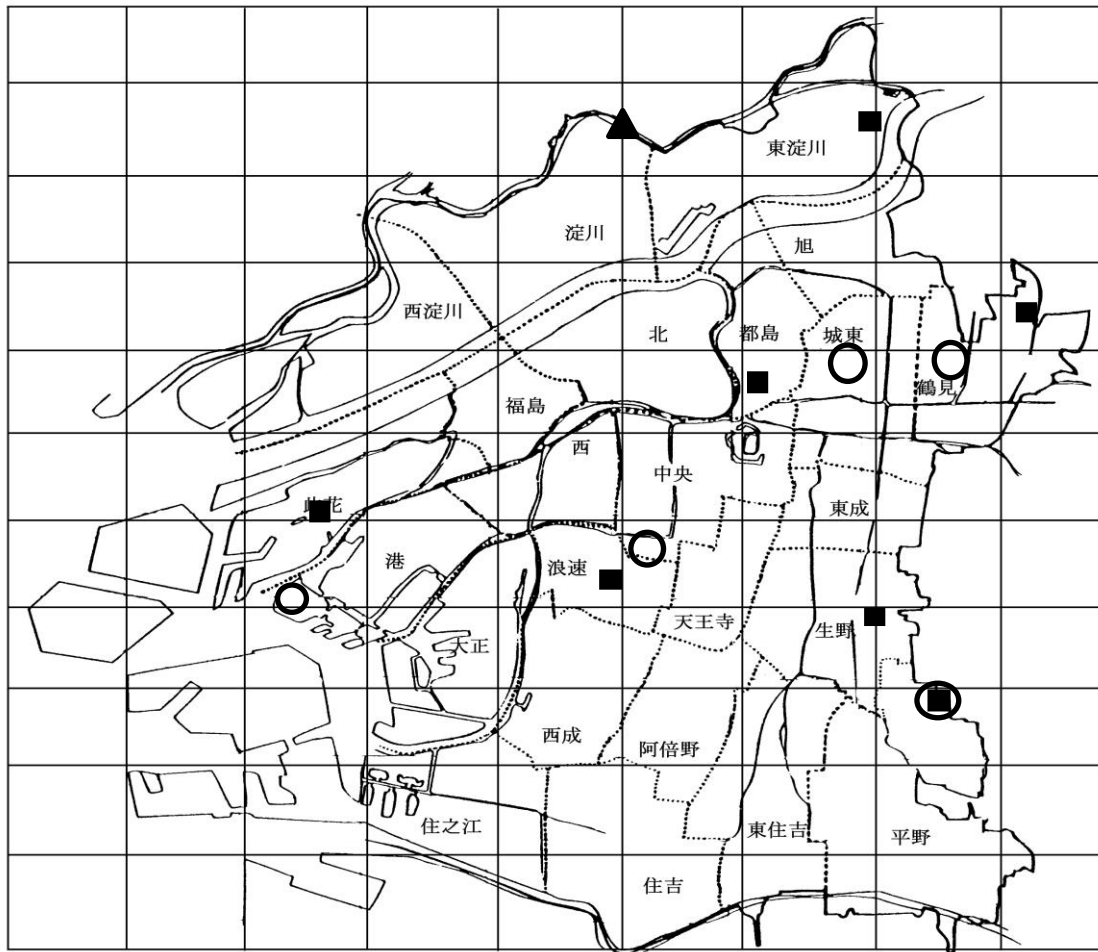 東淀川
淀川
旭
西淀川
北
都島
城東
鶴見
福島
西
中央
此花
東成
港
浪速
天王寺
生野
大正
西成
阿倍野
住之江
東住吉
平野
住吉